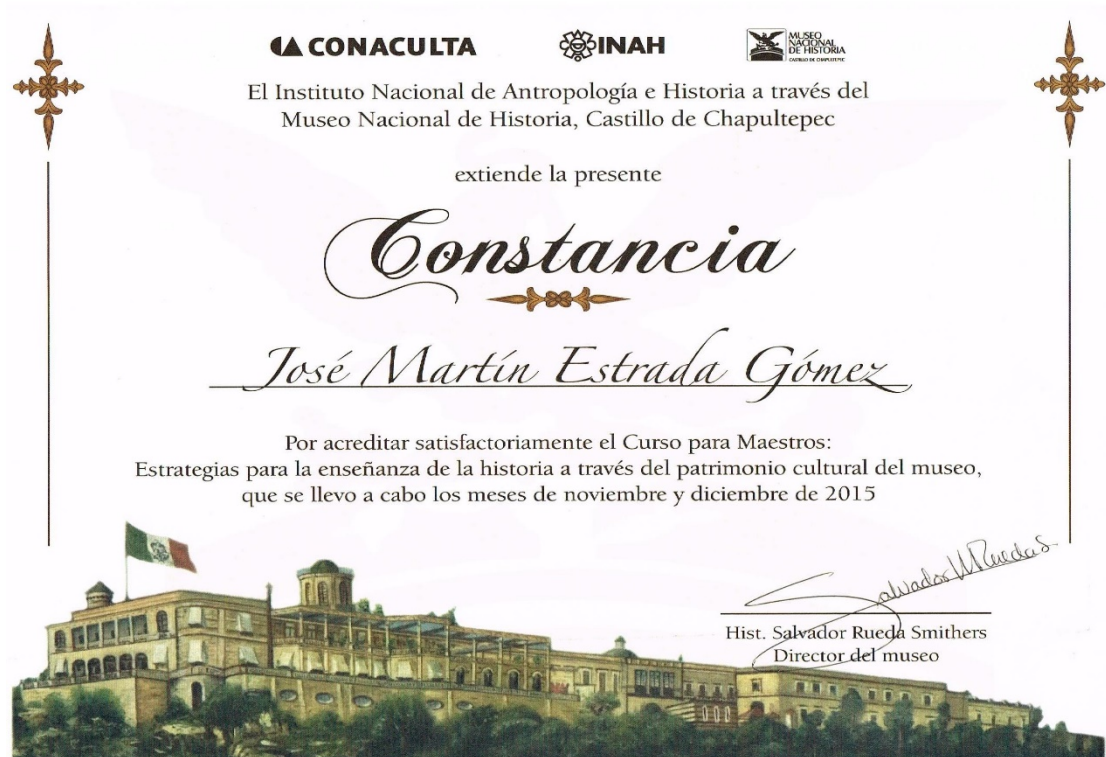 CONACULTA
INAH
MUSEO
NACIONAL
DE HISTORIA
CASTILLO DE CHAPULTEPEC
El Instituto Nacional de Antropología e Historia a través del
Museo Nacional de Historia, Castillo de Chapultepec
extiende la presente
Constancia
José Martín Estrada Gómez
Por acreditar satisfactoriamente el Curso para Maestros:
Estrategias para la enseñanza de la historia a través del patrimonio cultural del museo,
que se llevo a cabo los meses de noviembre y diciembre de 2015
Salvador Rueda S
Hist. Salvador Rueda Smithers
Director del museo